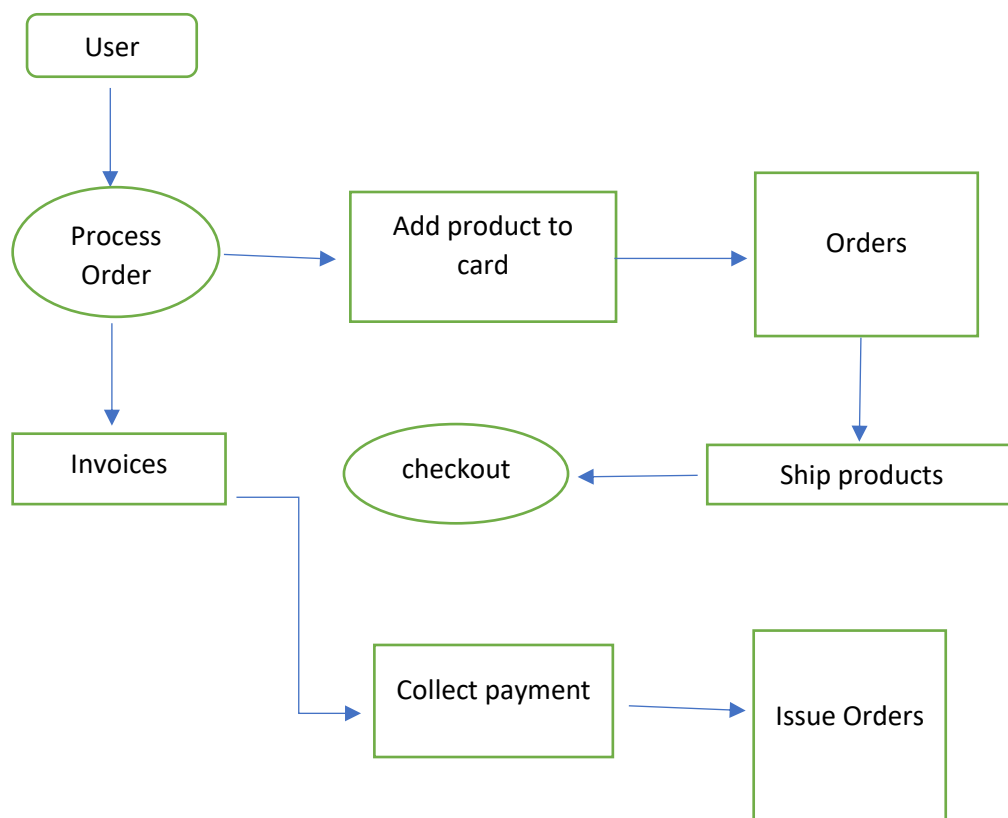 User
Process
Order
Add product to
card
Orders
Invoices
checkout
Ship products
Collect payment
Issue Orders